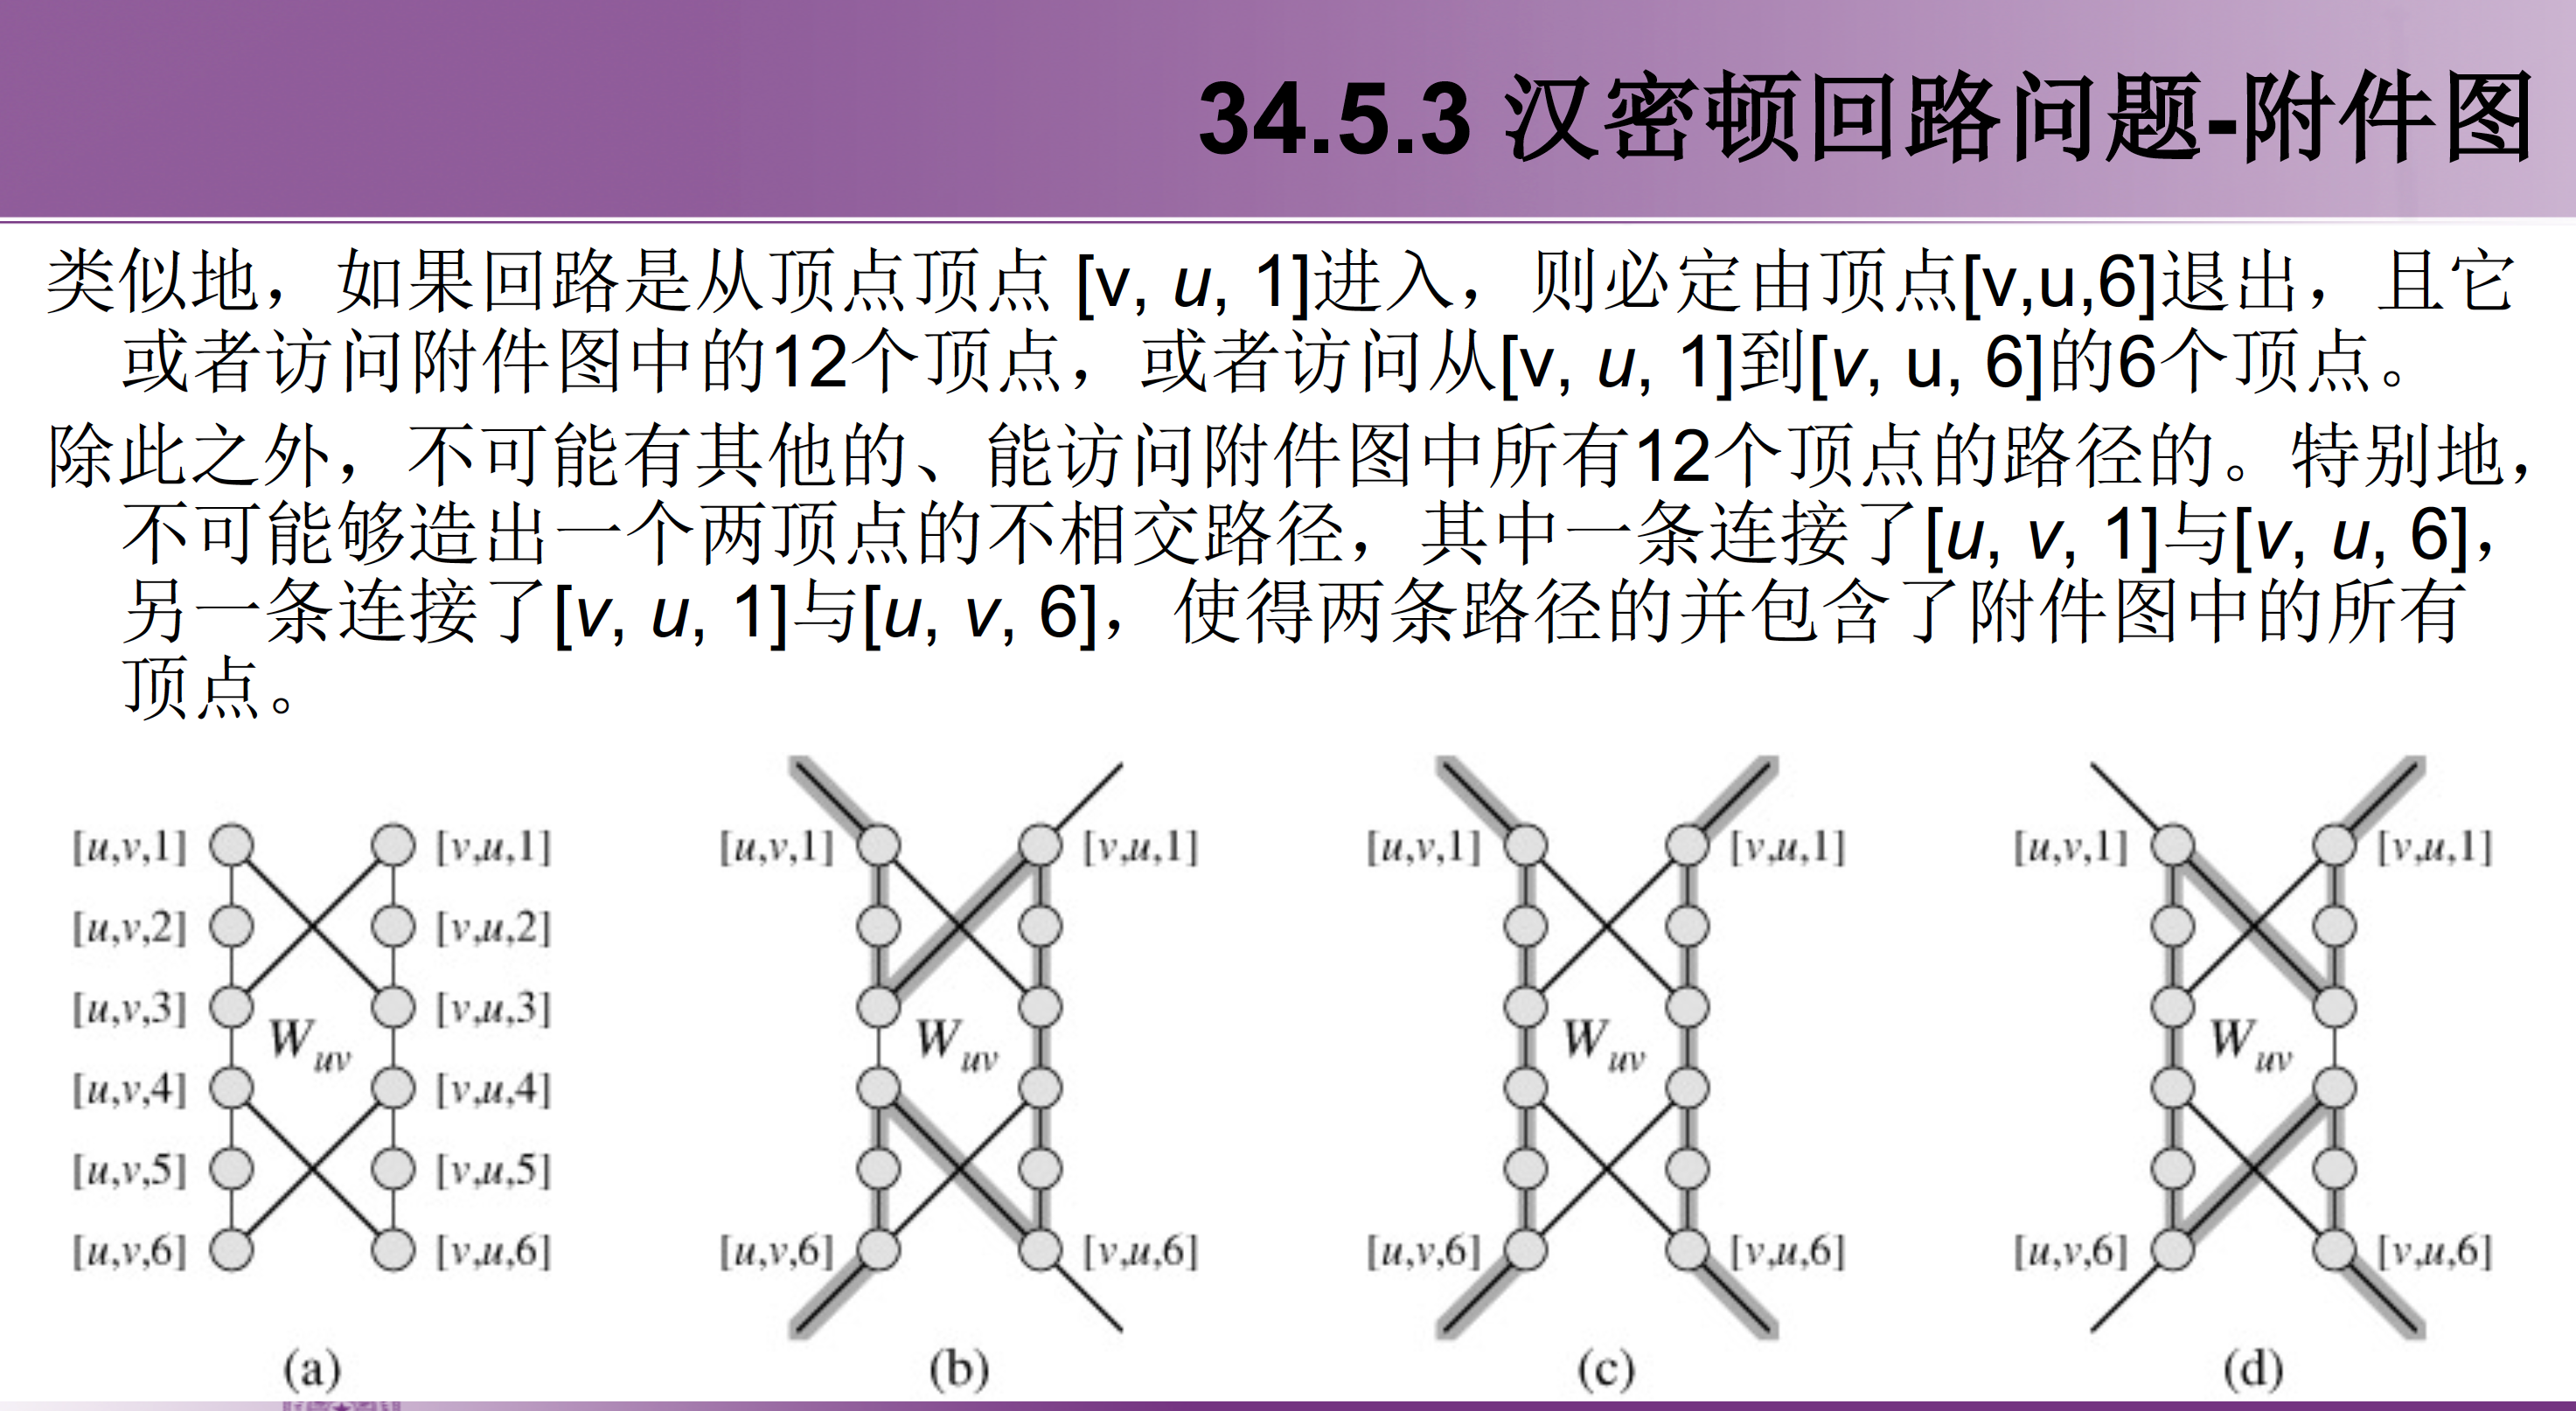 34.5.3 汉密顿回路问题-附件图
类似地，如果回路是从顶点顶点 [v, u, 1]进入，则必定由顶点[v,u,6]退出，且它
或者访问附件图中的12个顶点，或者访问从[v, u, 1]到[v, u, 6]的6个顶点。
除此之外，不可能有其他的、能访问附件图中所有12个顶点的路径的。特别地，
不可能够造出一个两顶点的不相交路径，其中一条连接了[u, v, 1]与[v, u, 6]，
另一条连接了[v, u, 1]与[u, v, 6]，使得两条路径的并包含了附件图中的所有
顶点。
[u,v,1] [v,u,1] [u,v,1] [v,u,1] [u,v,1] [v,u,1] [u,v,1] [v,u,1]
[u,v,2] [v,u,2]
[u,v,3] [v,u,3]
Wuv Wuv Wuv Wuv
[u,v,4] [v,u,4]
[u,v,5] [v,u,5]
[u,v,6] [v,u,6] [u,v,6] [v,u,6] [u,v,6] [v,u,6] [u,v,6] [v,u,6]
(a) (b) (c) (d)